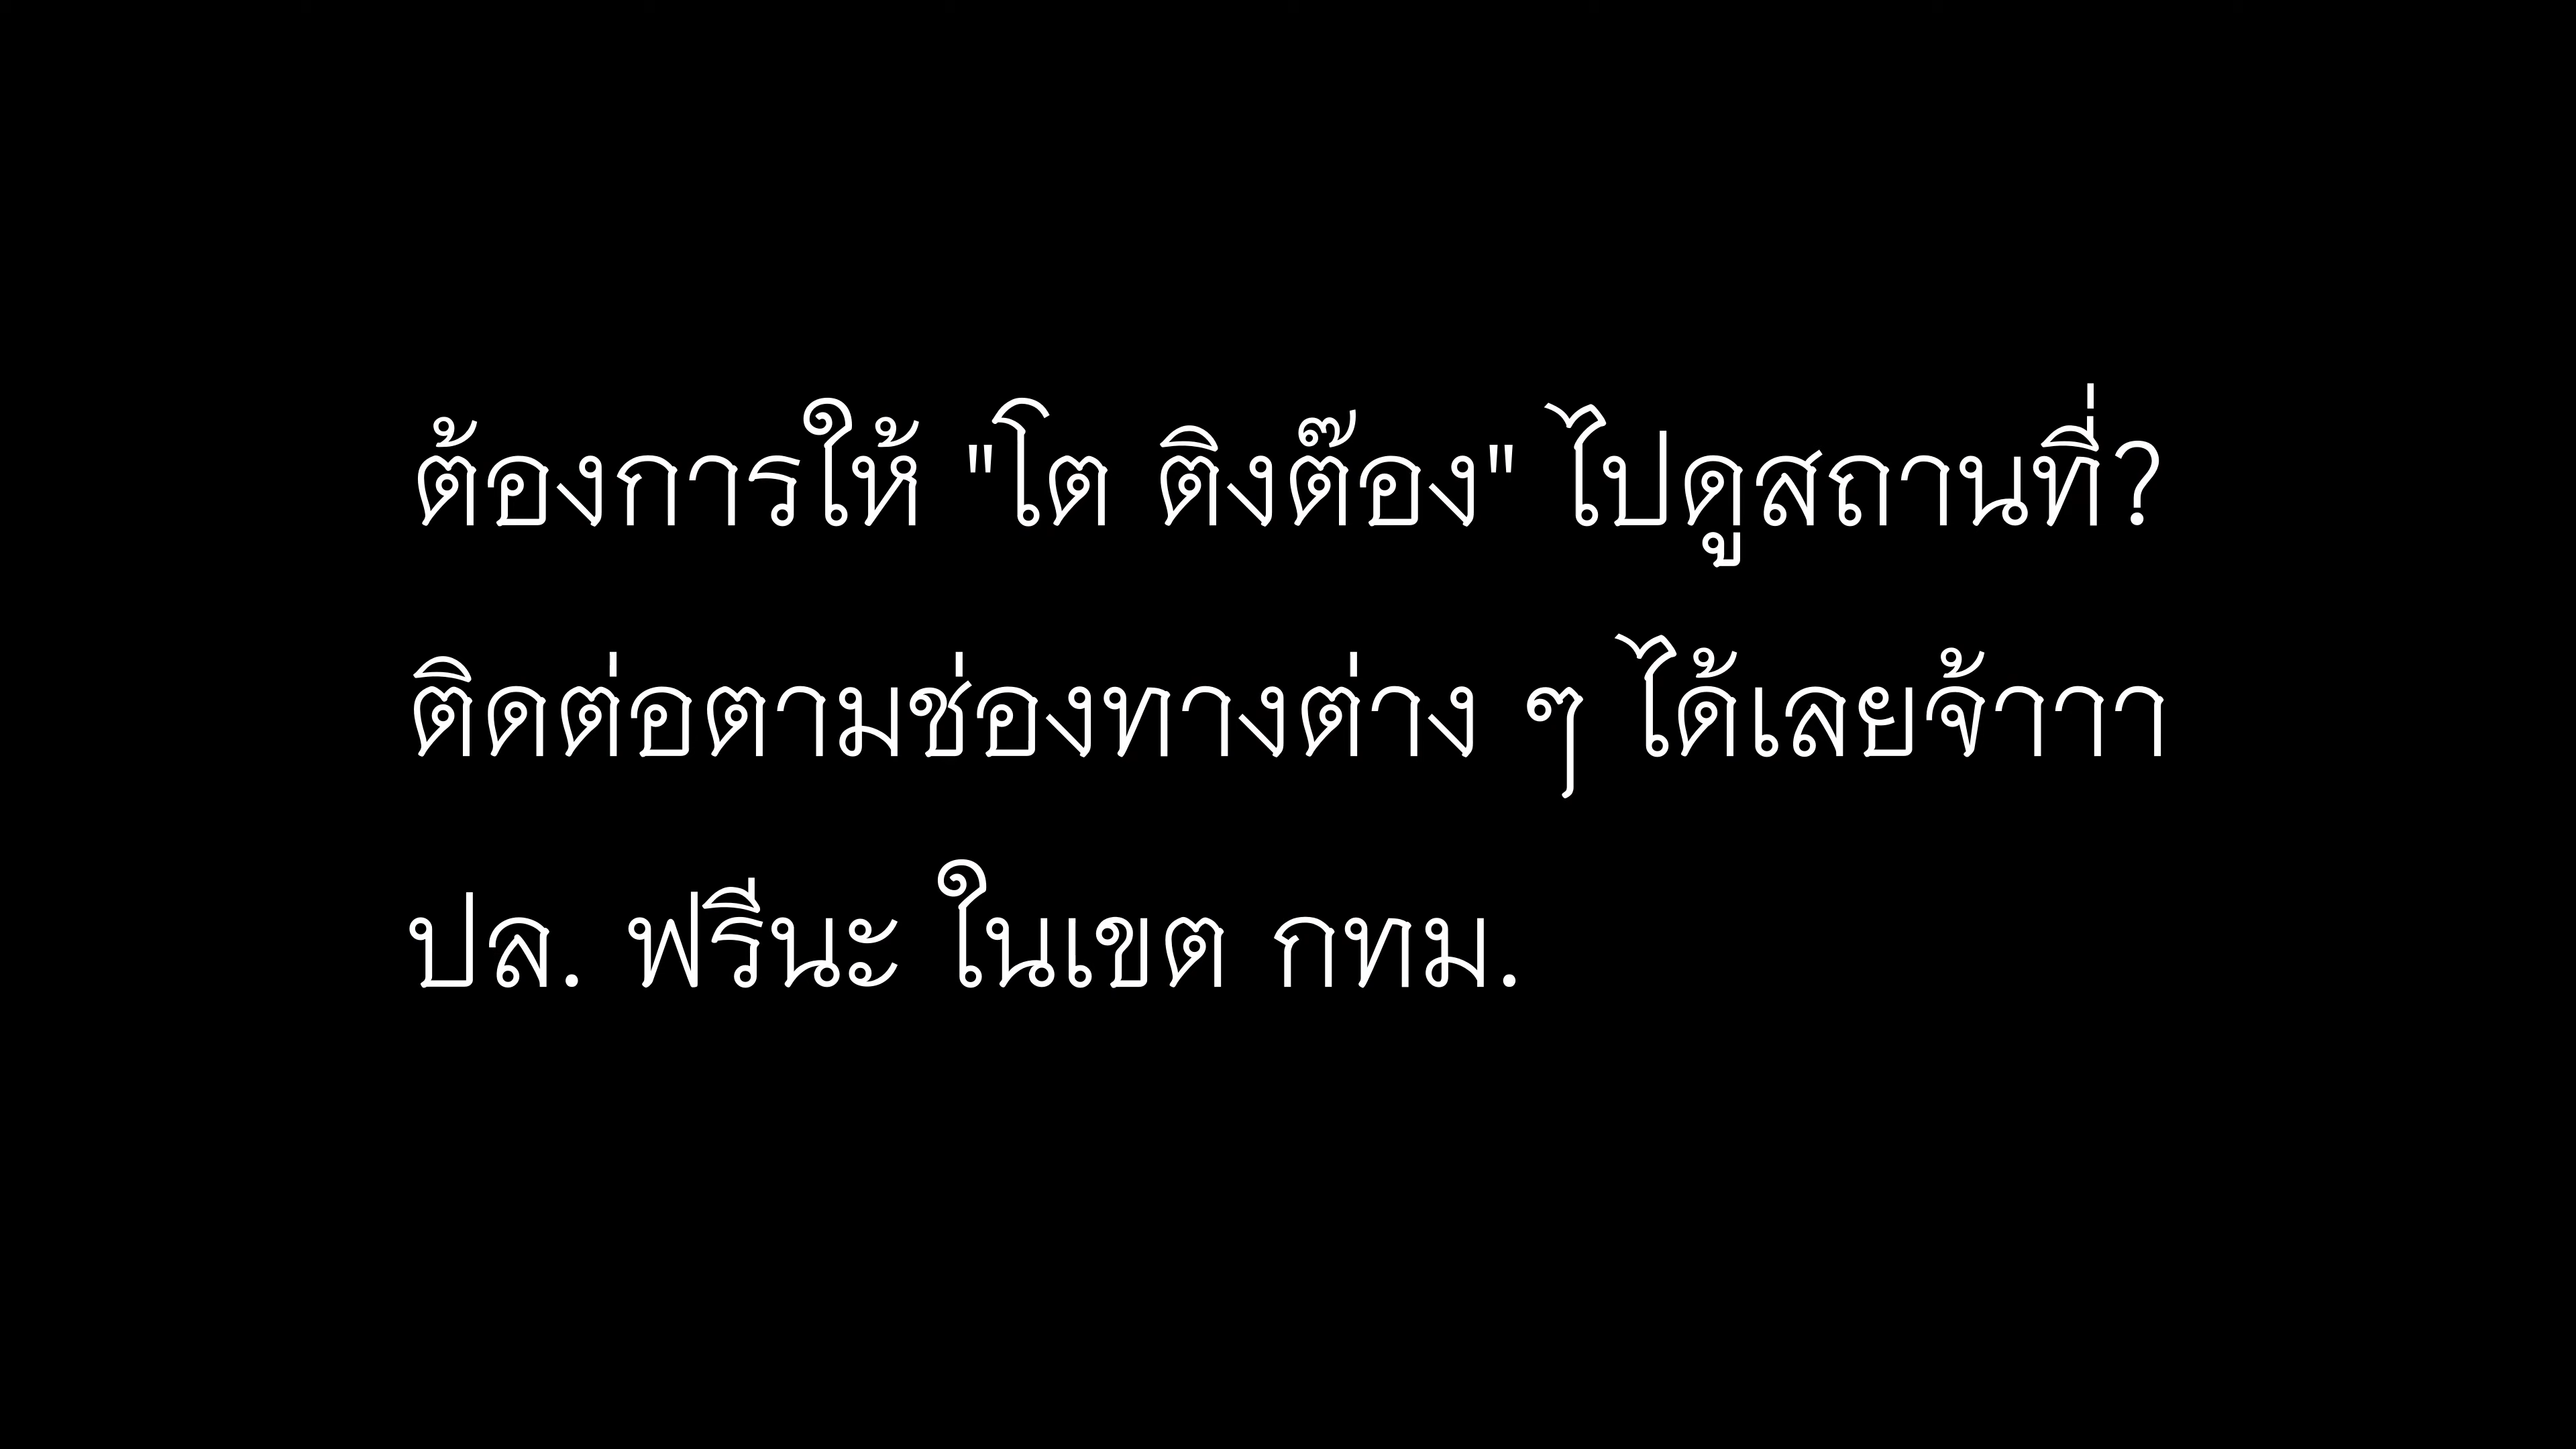 ต้องการให้ "โต ติงต๊อง" ไปดูสถานที่?
ติดต่อตามช่องทางต่าง ๆ ได้เลยจ้าาา
ปล. ฟรีนะ ในเขต กทม.